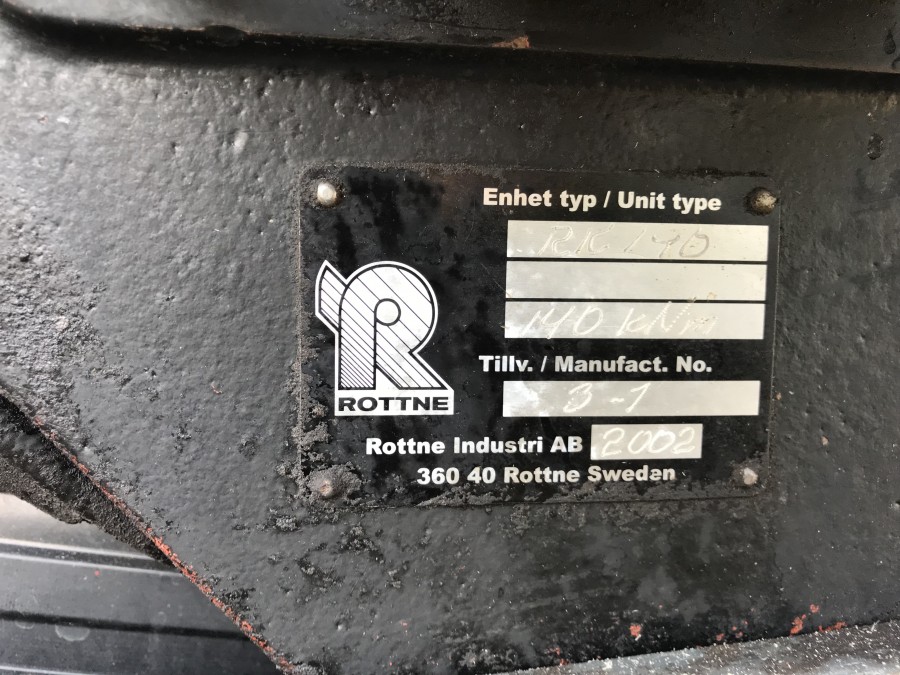 Enhet typ / Unit type
RK 140
140 kNm
Tillv. / Manufact. No.
3-1
ROTTNE
Rottne Industri AB 2002
360 40 Rottne Sweden